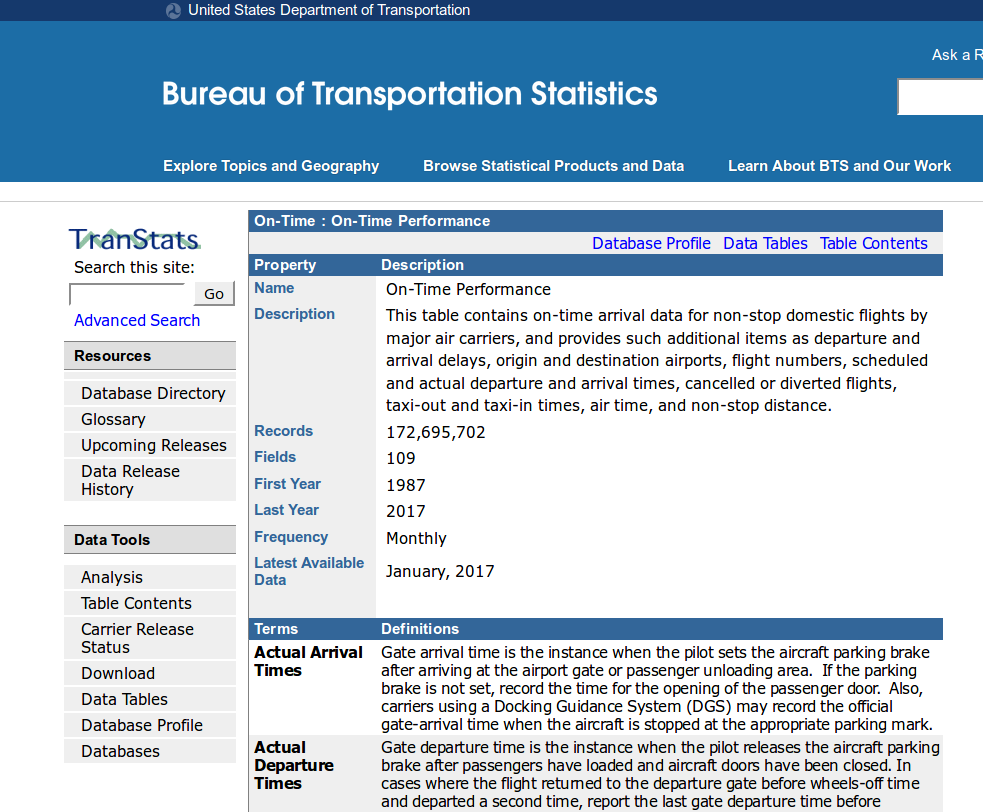 United States Department of Transportation
Ask a R
Bureau of Transportation Statistics
Explore Topics and Geography Browse Statistical Products and Data Learn About BTS and Our Work
TranStats
Search this site:
Go
Advanced Search
Resources
Database Directory
Glossary
Upcoming Releases
Data Release
History
Data Tools
Analysis
Table Contents
Carrier Release
Status
Download
Data Tables
Database Profile
Databases
On-Time : On-Time Performance
Database Profile Data Tables Table Contents
Property Description
Name On-Time Performance
Description This table contains on-time arrival data for non-stop domestic flights by
major air carriers, and provides such additional items as departure and
arrival delays, origin and destination airports, flight numbers, scheduled
and actual departure and arrival times, cancelled or diverted flights,
taxi-out and taxi-in times, air time, and non-stop distance.
Records 172,695,702
Fields 109
First Year 1987
Last Year 2017
Frequency Monthly
Latest Available
Data January, 2017
Terms Definitions
Actual Arrival Gate arrival time is the instance when the pilot sets the aircraft parking brake
Times after arriving at the airport gate or passenger unloading area. If the parking
brake is not set, record the time for the opening of the passenger door. Also,
carriers using a Docking Guidance System (DGS) may record the official
gate-arrival time when the aircraft is stopped at the appropriate parking mark.
Actual Gate departure time is the instance when the pilot releases the aircraft parking
Departure brake after passengers have loaded and aircraft doors have been closed. In
Times cases where the flight returned to the departure gate before wheels-off time
and departed a second time, report the last gate departure time before